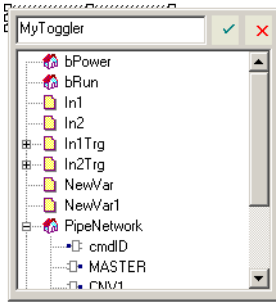 MyToggler
bPower
bRun
In1
In2
In1Trg
In2Trg
NewVar
NewVar1
PipeNetwork
cmdID
MASTER
CNV1